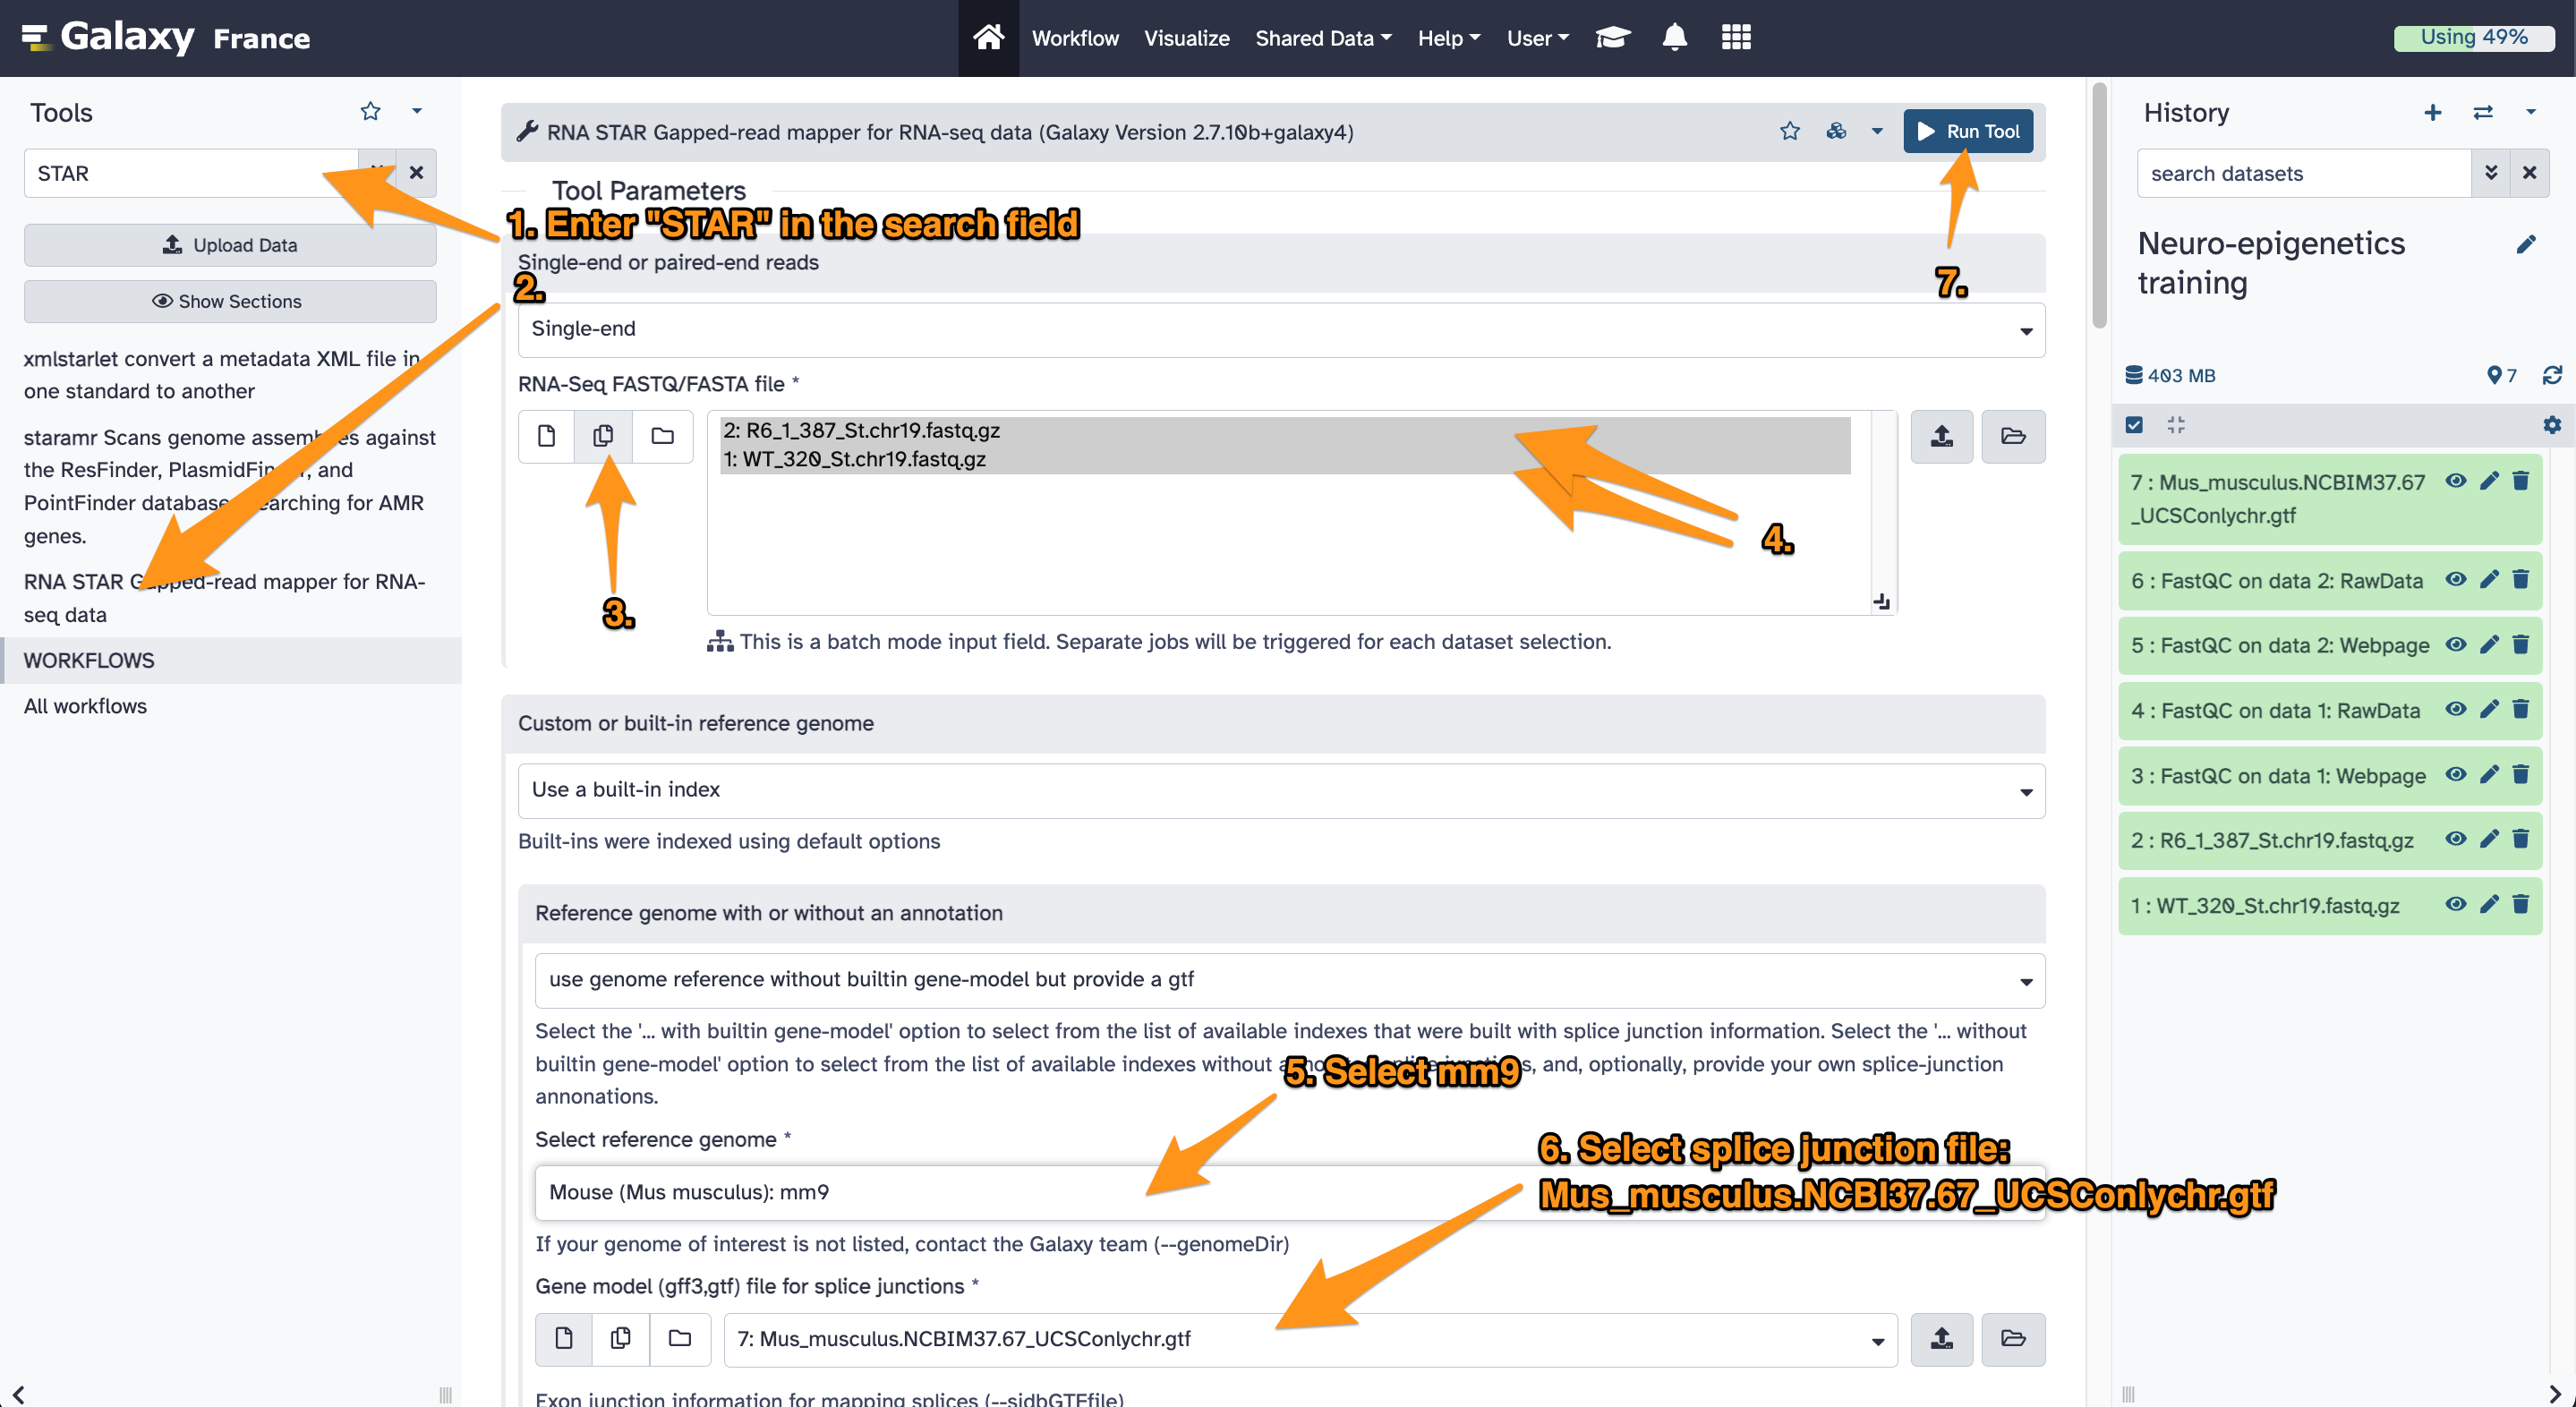 Galaxy France
Workflow Visualize Shared Data Help User
Using 49%
Tools
STAR
Upload Data
Show Sections
xmlstarlet convert a metadata XML file in
one standard to another
staramr Scans genome assemblies against
the ResFinder, PlasmidFinder, and
PointFinder database searching for AMR
genes.
RNA STAR Gapped-read mapper for RNA-
seq data
WORKFLOWS
All workflows
RNA STAR Gapped-read mapper for RNA-seq data (Galaxy Version 2.7.10b+galaxy4)
Run Tool
Tool Parameters
1. Enter "STAR" in the search field
Single-end or paired-end reads
2.
7.
Single-end
RNA-Seq FASTQ/FASTA file *
2: R6_1_387_St.chr19.fastq.gz
1: WT_320_St.chr19.fastq.gz
3.
4.
This is a batch mode input field. Separate jobs will be triggered for each dataset selection.
Custom or built-in reference genome
Use a built-in index
Built-ins were indexed using default options
Reference genome with or without an annotation
use genome reference without builtin gene-model but provide a gtf
Select the '... with builtin gene-model' option to select from the list of available indexes that were built with splice junction information. Select the '... without
builtin gene-model' option to select from the list of available indexes without , and, optionally, provide your own splice-junction
annonations.
5. Select mm9
Select reference genome *
6. Select splice junction file:
Mus_musculus.NCBI37.67_UCSConlychr.gtf
Mouse (Mus musculus): mm9
If your genome of interest is not listed, contact the Galaxy team (--genomeDir)
Gene model (gff3,gtf) file for splice junctions *
7: Mus_musculus.NCBIM37.67_UCSConlychr.gtf
Exon junction information for mapping splices (--sjdbGTFfile)
History
search datasets
Neuro-epigenetics
training
403 MB
7
7 : Mus_musculus.NCBIM37.67
_UCSConlychr.gtf
6 : FastQC on data 2: RawData
5 : FastQC on data 2: Webpage
4 : FastQC on data 1: RawData
3 : FastQC on data 1: Webpage
2 : R6_1_387_St.chr19.fastq.gz
1 : WT_320_St.chr19.fastq.gz